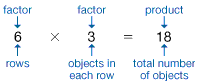 factor factor product
6 × 3 = 18
rows objects in total number
each row of objects